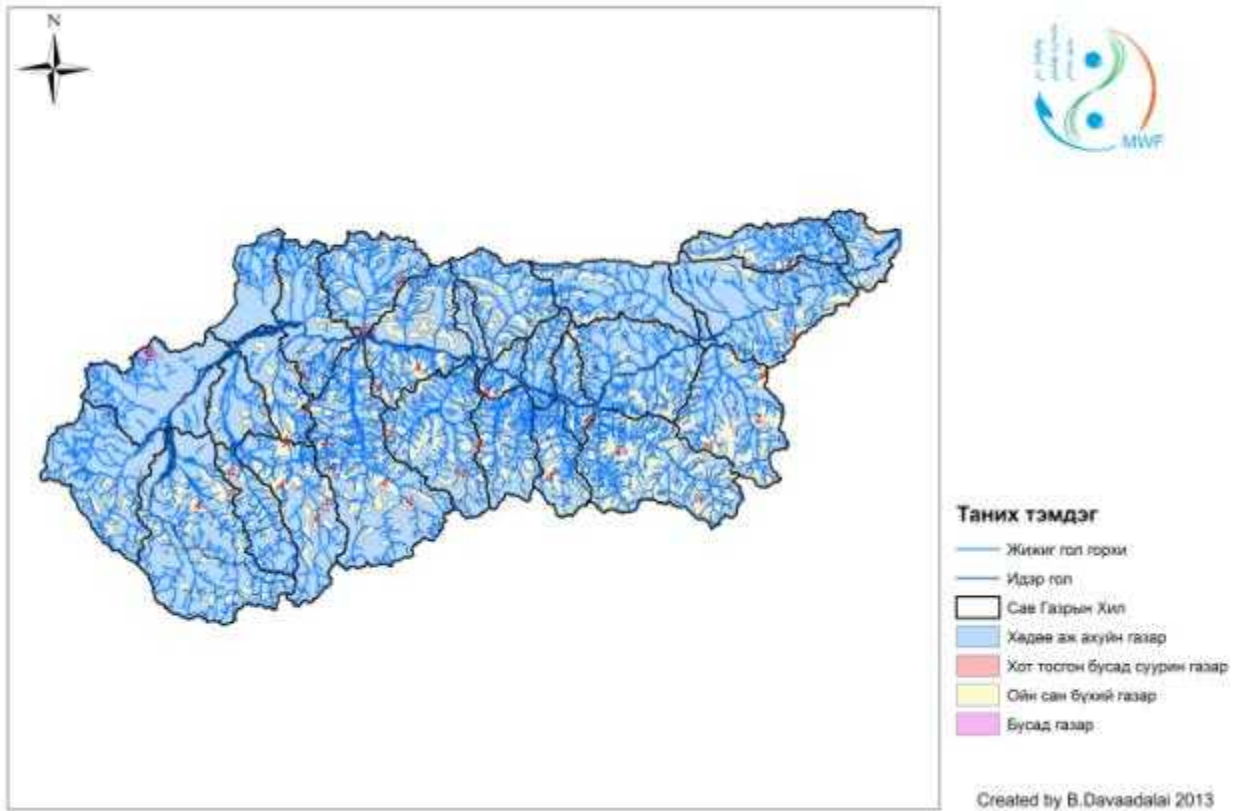 N
MWF
Таних тэмдэг
Жижиг гол горхи
Идэр гол
Сав Газрын Хил
Хөдөө аж ахуйн газар
Хот тосгон бусад суурин газар
Ойн сан бүхий газар
Бусад газар
Created by B.Davaadalai 2013